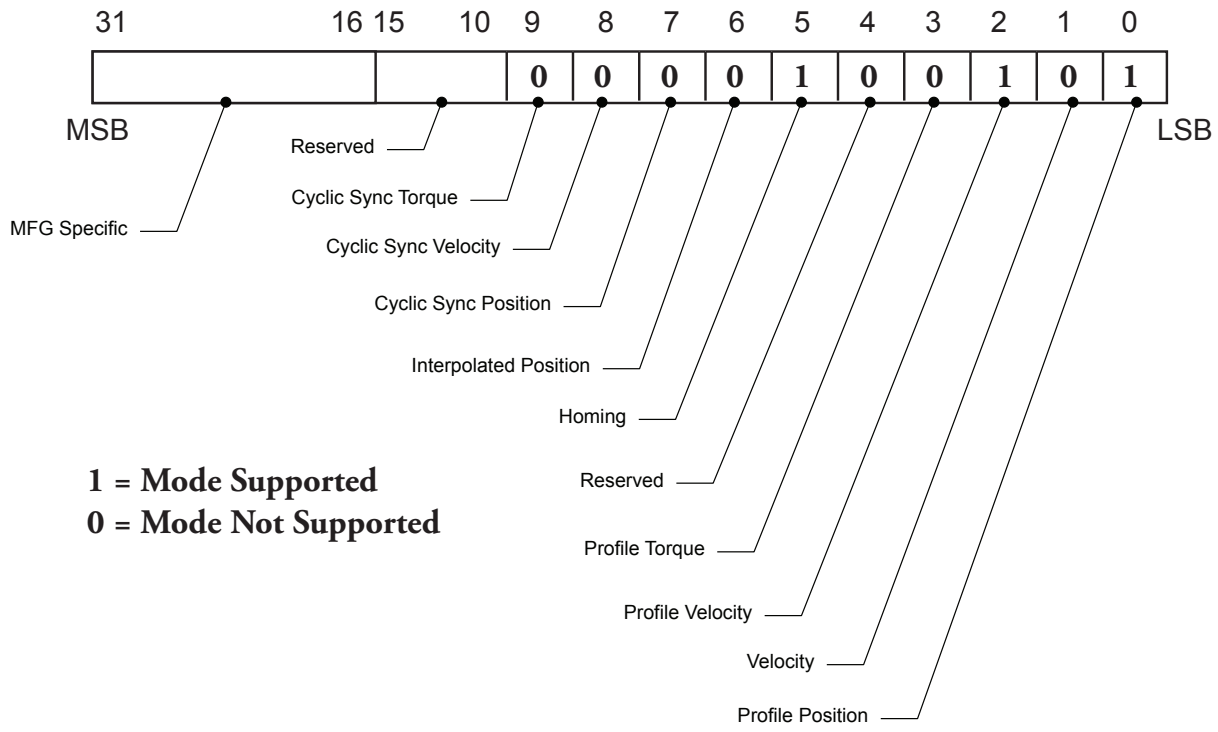 31 16 15 10 9 8 7 6 5 4 3 2 1 0
0 0 0 0 1 0 0 1 0 1
MSB LSB
Reserved
Cyclic Sync Torque
MFG Specific
Cyclic Sync Velocity
Cyclic Sync Position
Interpolated Position
Homing
1 = Mode Supported
Reserved
0 = Mode Not Supported
Profile Torque
Profile Velocity
Velocity
Profile Position